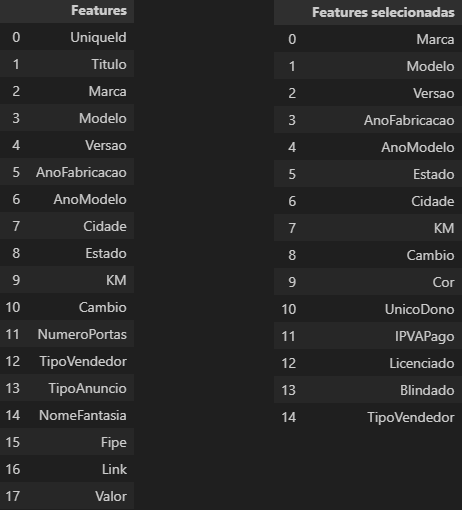 Features
0 UniqueId
1 Titulo
2 Marca
3 Modelo
4 Versao
5 AnoFabricacao
6 AnoModelo
7 Cidade
8 Estado
9 KM
10 Cambio
11 NumeroPortas
12 TipoVendedor
13 TipoAnuncio
14 NomeFantasia
15 Fipe
16 Link
17 Valor
Features selecionadas
0 Marca
1 Modelo
2 Versao
3 AnoFabricacao
4 AnoModelo
5 Estado
6 Cidade
7 KM
8 Cambio
9 Cor
10 UnicoDono
11 IPVAPago
12 Licenciado
13 Blindado
14 TipoVendedor